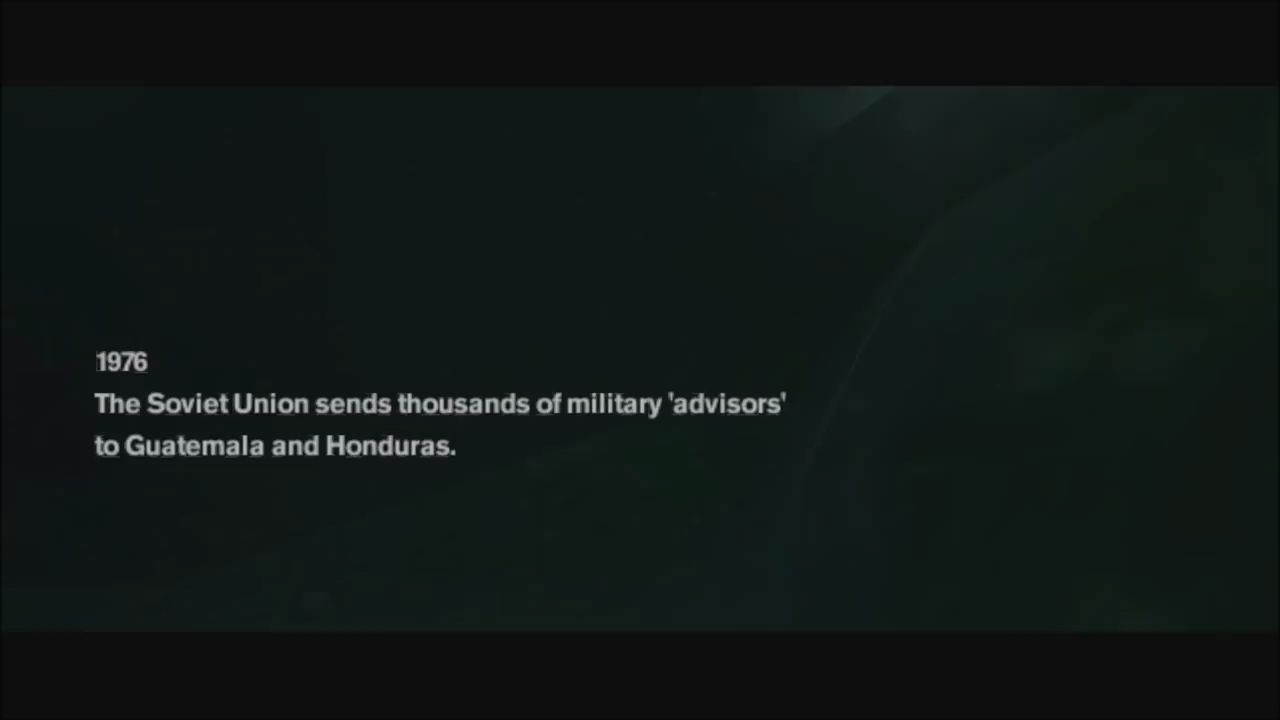 1976
The Soviet Union sends thousands of military 'advisors'
to Guatemala and Honduras.